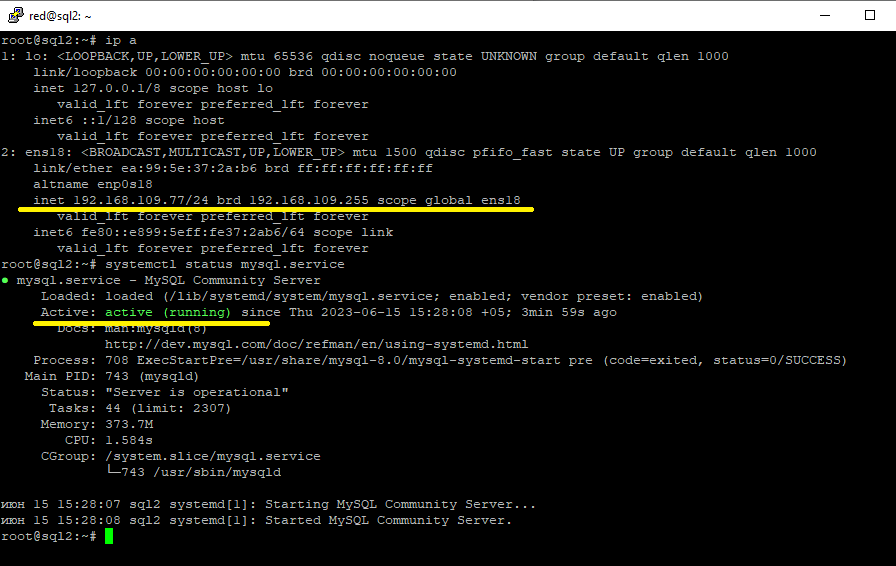 red@sql2: ~
root@sql2:~# ip a
1: lo: <LOOPBACK,UP,LOWER_UP> mtu 65536 qdisc noqueue state UNKNOWN group default qlen 1000
    link/loopback 00:00:00:00:00:00 brd 00:00:00:00:00:00
    inet 127.0.0.1/8 scope host lo
       valid_lft forever preferred_lft forever
    inet6 ::1/128 scope host
       valid_lft forever preferred_lft forever
2: ens18: <BROADCAST,MULTICAST,UP,LOWER_UP> mtu 1500 qdisc pfifo_fast state UP group default qlen 1000
    link/ether ea:99:5e:37:2a:b6 brd ff:ff:ff:ff:ff:ff
    altname enp0s18
    inet 192.168.109.77/24 brd 192.168.109.255 scope global ens18
       valid_lft forever preferred_lft forever
    inet6 fe80::e899:5eff:fe37:2ab6/64 scope link
       valid_lft forever preferred_lft forever
root@sql2:~# systemctl status mysql.service
● mysql.service - MySQL Community Server
     Loaded: loaded (/lib/systemd/system/mysql.service; enabled; vendor preset: enabled)
     Active: active (running) since Thu 2023-06-15 15:28:08 +05; 3min 59s ago
       Docs: man:mysqld(8)
             http://dev.mysql.com/doc/refman/en/using-systemd.html
    Process: 708 ExecStartPre=/usr/share/mysql-8.0/mysql-systemd-start pre (code=exited, status=0/SUCCESS)
   Main PID: 743 (mysqld)
     Status: "Server is operational"
      Tasks: 44 (limit: 2307)
     Memory: 373.7M
        CPU: 1.584s
     CGroup: /system.slice/mysql.service
             └─743 /usr/sbin/mysqld
июн 15 15:28:07 sql2 systemd[1]: Starting MySQL Community Server...
июн 15 15:28:08 sql2 systemd[1]: Started MySQL Community Server.
root@sql2:~#